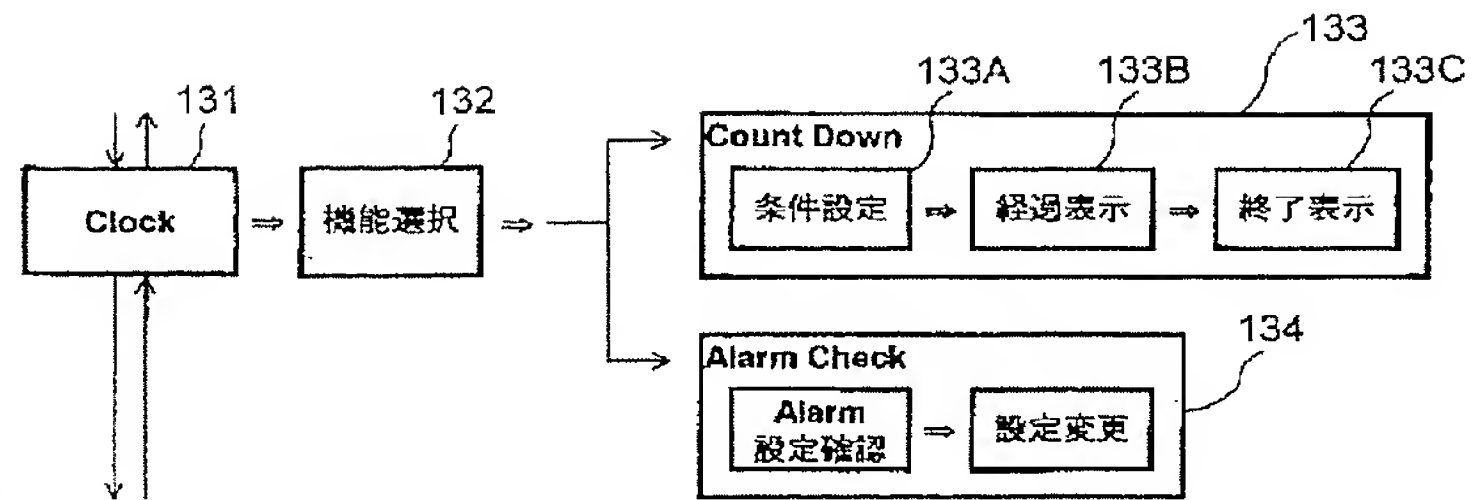 133
133A
133B
133C
131
132
Count Down
Clock
⇒
機能選択
⇒
条件設定
⇒
経過表示
⇒
終了表示
134
Alarm Check
Alarm
設定確認
⇒
設定変更